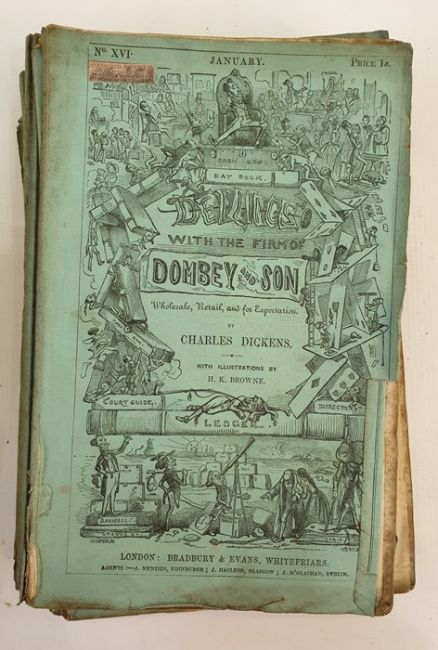 No. XVI.
JANUARY.
PRICE 1s.
CASH BOX
DAY BOOK.
DEALINGS
WITH THE FIRM OF
DOMBEY AND SON
Wholesale, Retail, and for Exportation.
BY
CHARLES DICKENS.
WITH ILLUSTRATIONS BY
H. K. BROWNE.
COURT GUIDE.
DIRECTORY
LEDGER
BANKERS
LONDON: BRADBURY & EVANS, WHITEFRIARS.
AGENTS:—J. MENZIES, EDINBURGH; J. MACLEOD, GLASGOW; J. M'GLASHAN, DUBLIN.